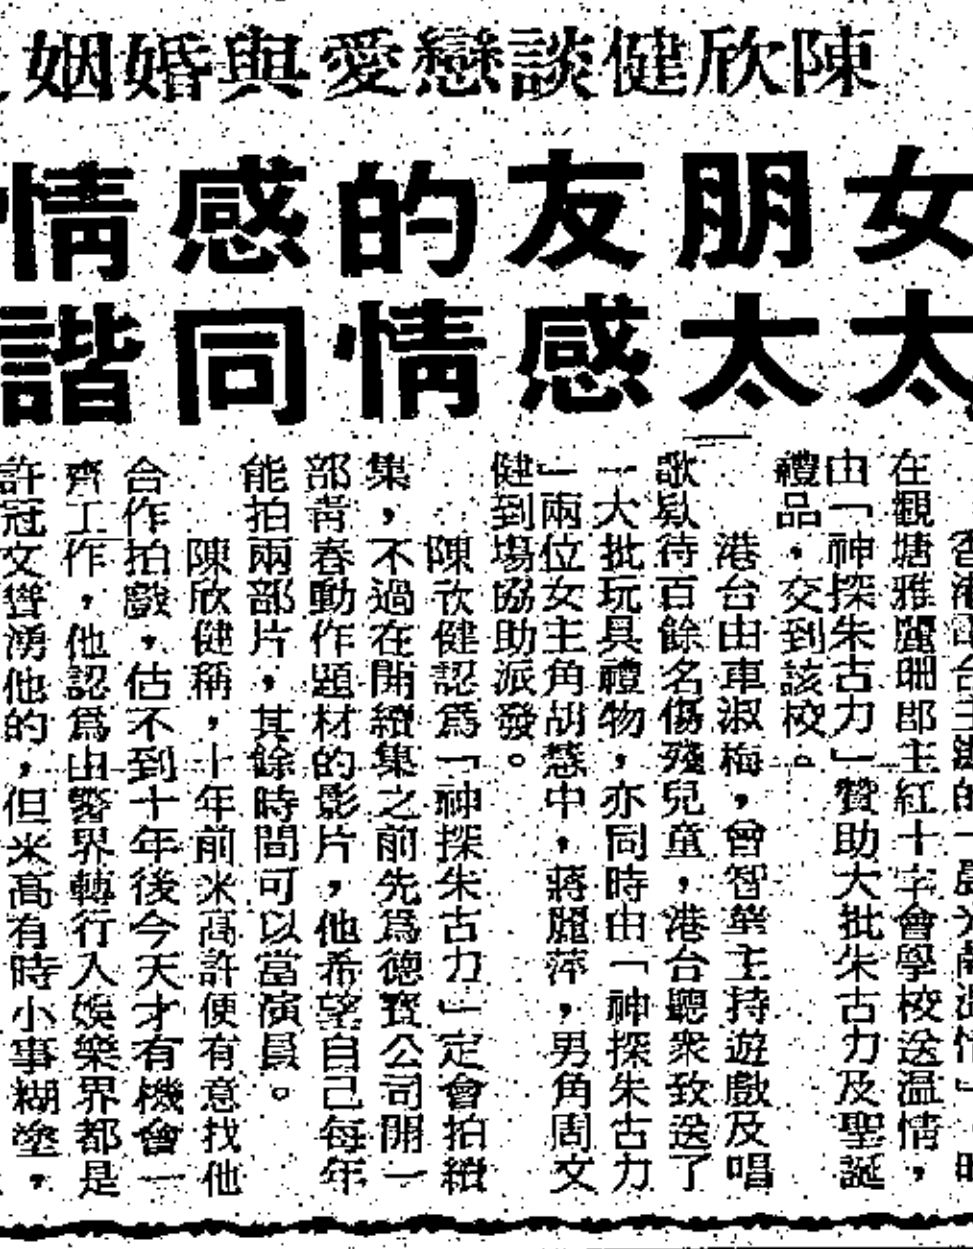 陳欣健談戀愛與婚姻
女朋友的感情
太太感情同諧
在觀塘雅麗珊郡主紅十字會學校送温情，
由「神探朱古力」贊助大批朱古力及聖誕
禮品，交到該校。
港台由車淑梅，曾智華主持遊戲及唱
歌欵待百餘名傷殘兒童，港台聽衆致送了
一大批玩具禮物，亦同時由「神探朱古力
」兩位女主角胡慧中，蔣麗萍，男角周文
健到場協助派發。
陳欣健認爲「神探朱古力」定會拍續
集，不過在開續集之前先爲德寶公司開一
部靑春動作題材的影片，他希望自己每年
能拍兩部片，其餘時間可以當演員。
陳欣健稱，十年前米高許便有意找他
合作拍戲，估不到十年後今天才有機會一
齊工作，他認爲由警界轉行入娛樂界都是
許冠文聳湧他的，但米高有時小事糊塗，